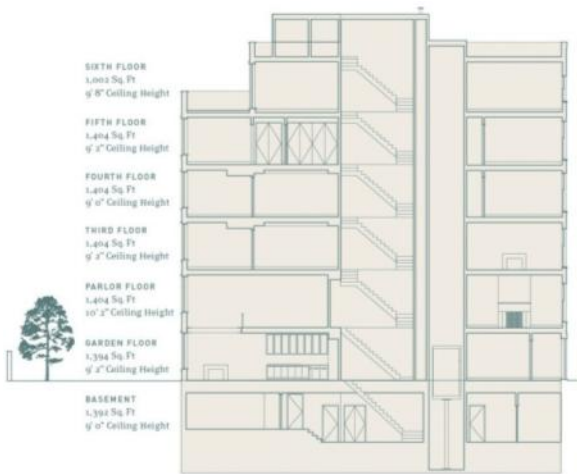 SIXTH FLOOR
1,002 Sq. Ft
9' 8" Ceiling Height
FIFTH FLOOR
1,404 Sq. Ft
9' 2" Ceiling Height
FOURTH FLOOR
1,404 Sq. Ft
9' 0" Ceiling Height
THIRD FLOOR
1,404 Sq. Ft
9' 2" Ceiling Height
PARLOR FLOOR
1,404 Sq. Ft
10' 2" Ceiling Height
GARDEN FLOOR
1,394 Sq. Ft
9' 2" Ceiling Height
BASEMENT
1,392 Sq. Ft
9' 0" Ceiling Height